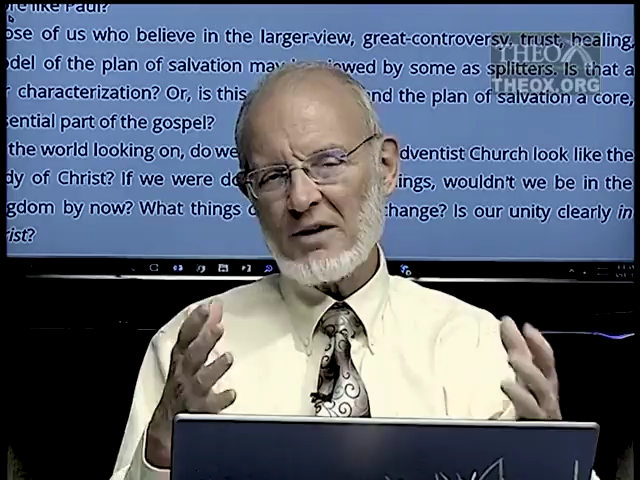 re like Paul?
ose of us who believe in the larger-view, great-controversy, trust, healing,
del of the plan of salvation may viewed by some as splitters. Is that a
characterization? Or, is this nd the plan of salvation a core,
sential part of the gospel?
the world looking on, do we dventist Church look like the
dy of Christ? If we were do ings, wouldn't we be in the
gdom by now? What things change? Is our unity clearly in
rist?
THEO
THEOX.ORG